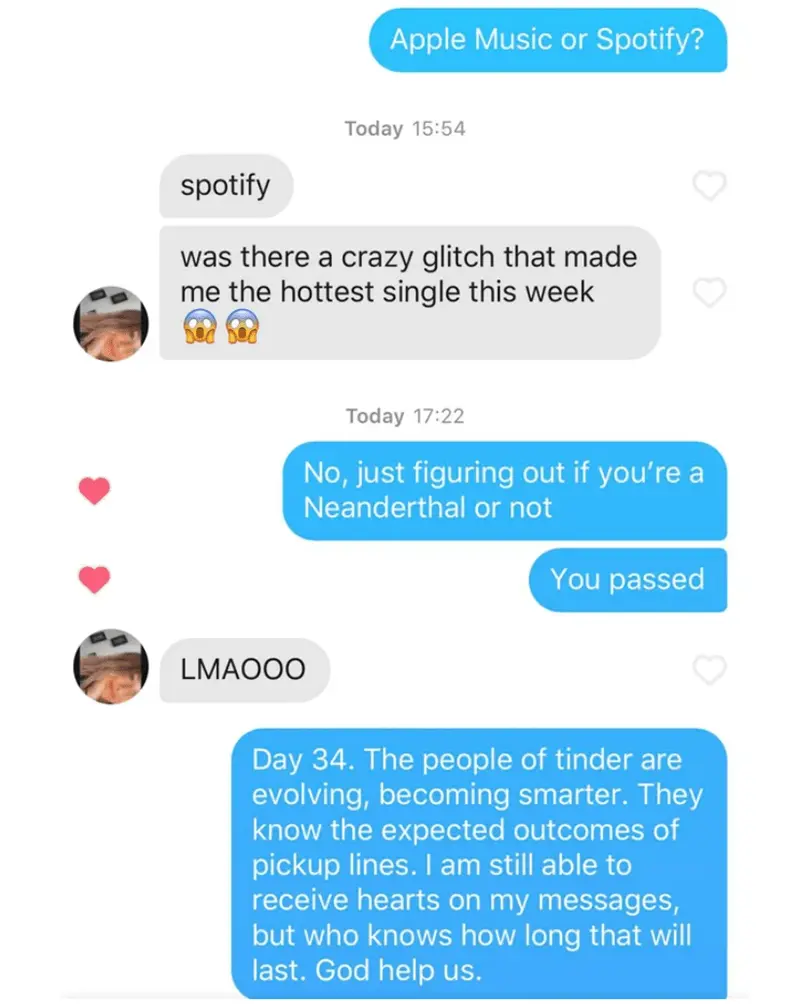 Apple Music or Spotify?
Today 15:54
spotify
was there a crazy glitch that made
me the hottest single this week
😱 😱
Today 17:22
No, just figuring out if you’re a
Neanderthal or not
You passed
LMAOOO
Day 34. The people of tinder are
evolving, becoming smarter. They
know the expected outcomes of
pickup lines. I am still able to
receive hearts on my messages,
but who knows how long that will
last. God help us.